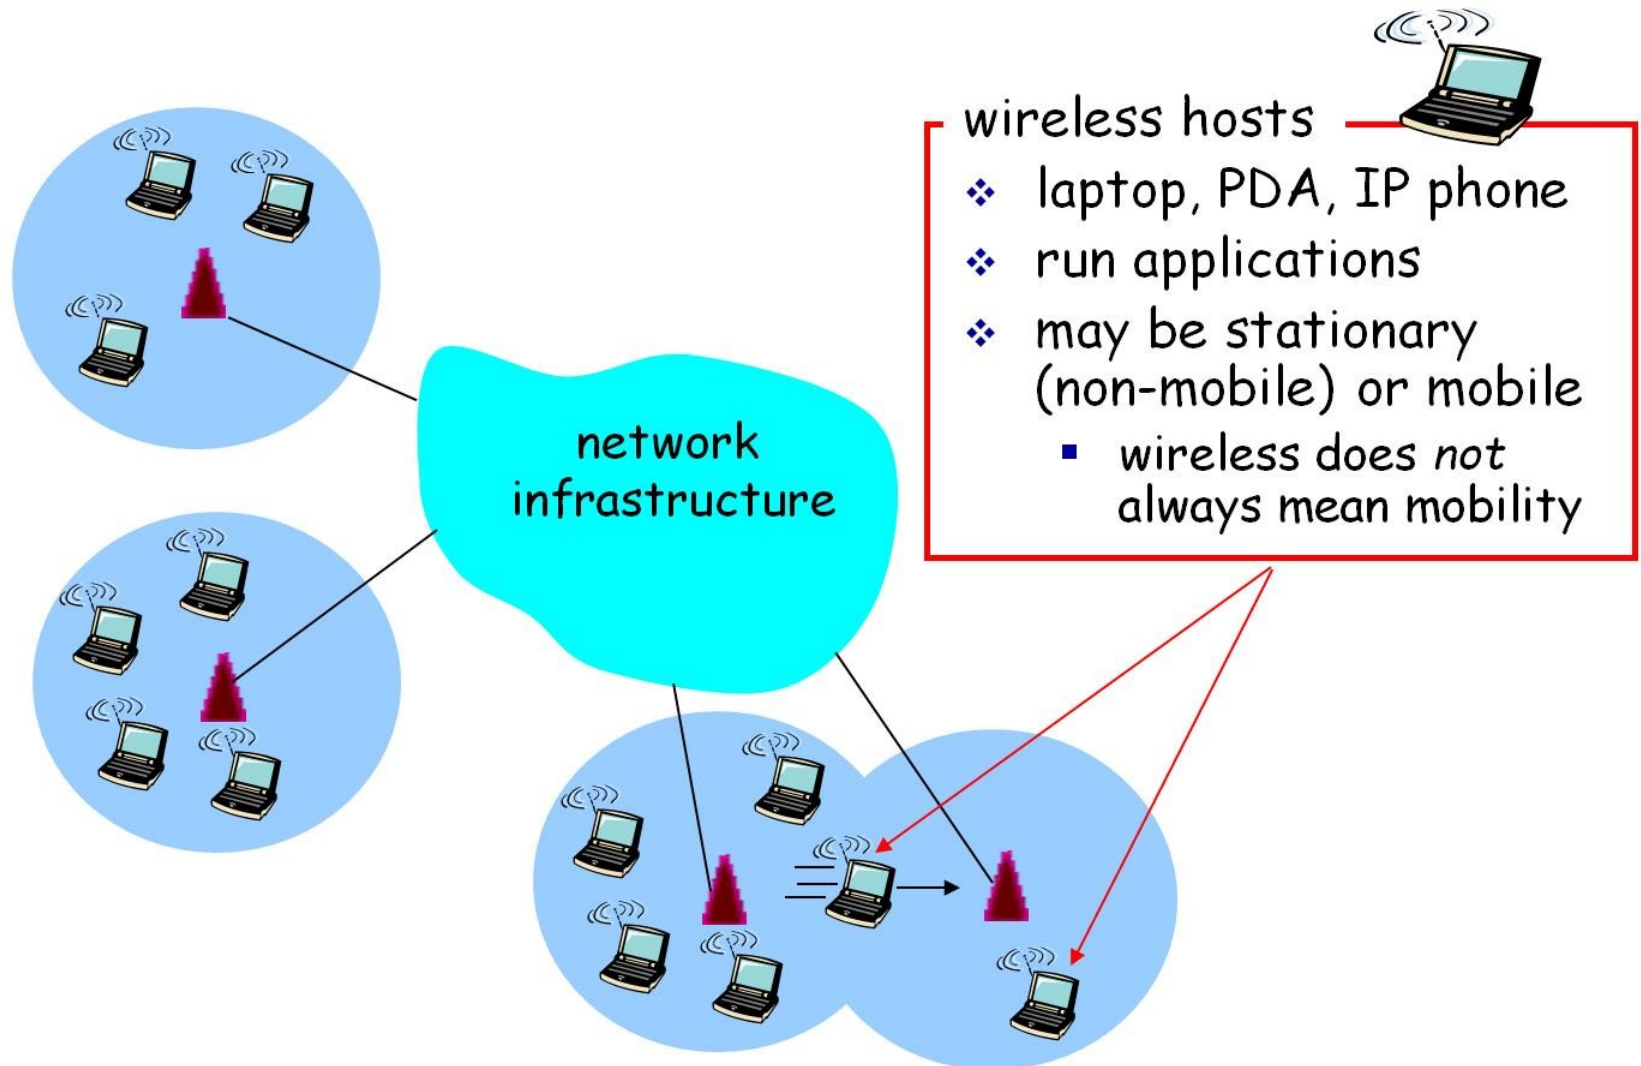 wireless hosts
❖ laptop, PDA, IP phone
❖ run applications
❖ may be stationary
(non-mobile) or mobile
▪ wireless does not
always mean mobility
network
infrastructure